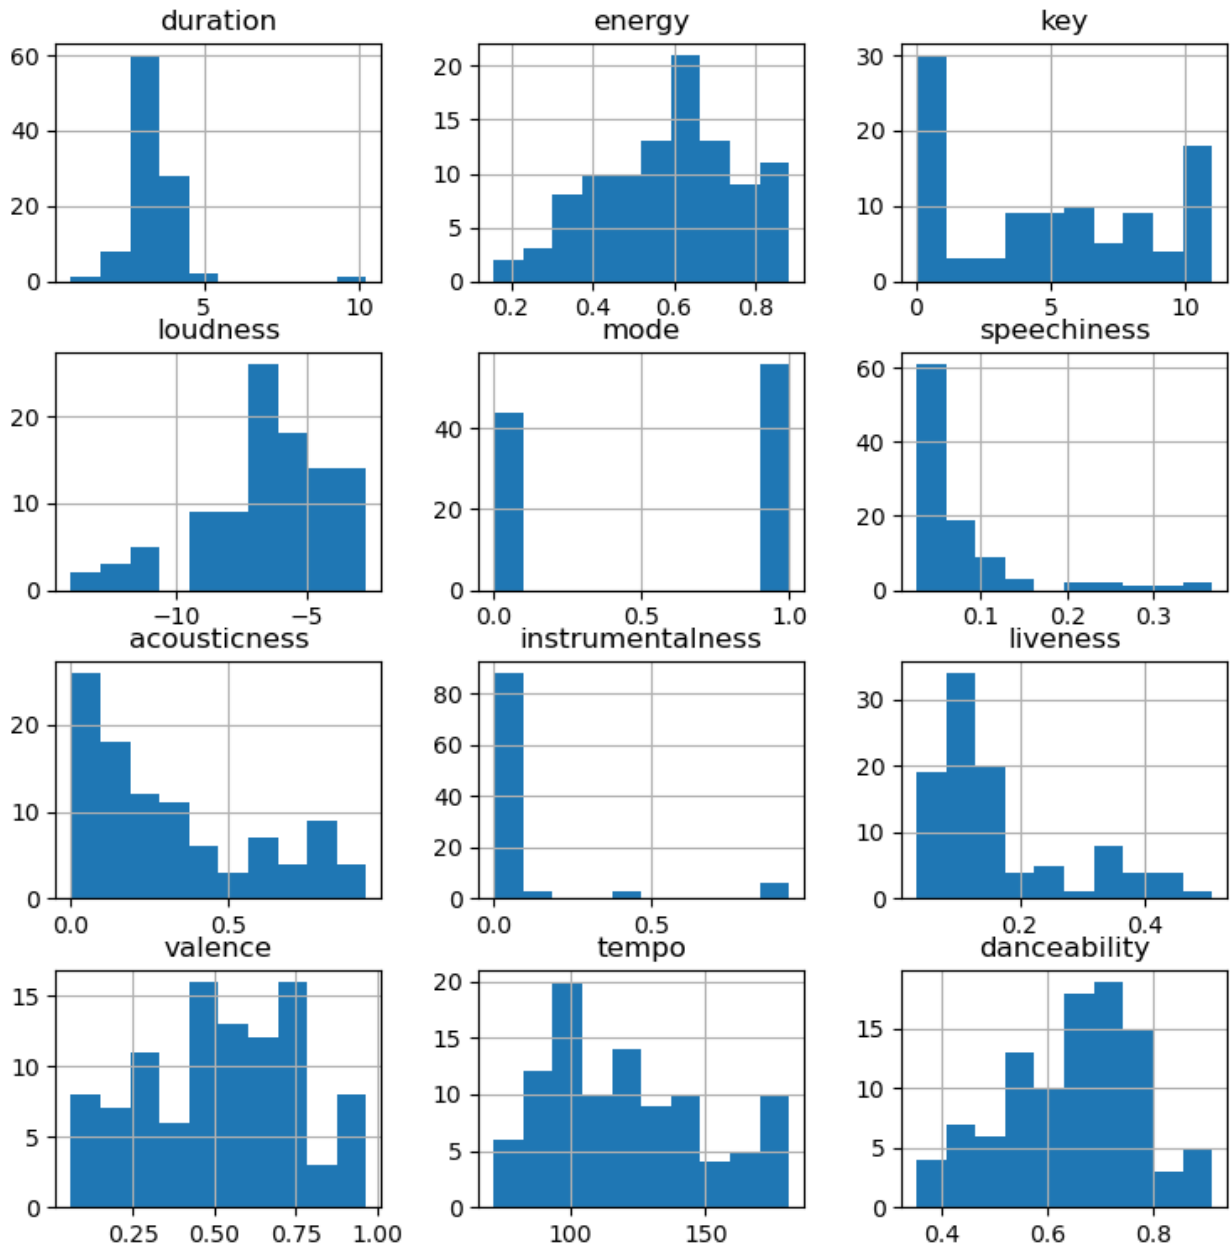 duration energy key
60 40 20 0 5 10
20 15 10 5 0 0.2 0.4 0.6 0.8
30 20 10 0 0 5 10
loudness mode speechiness
20 10 0 −10 −5
40 20 0 0.0 0.5 1.0
60 40 20 0 0.1 0.2 0.3
acousticness instrumentalness liveness
20 10 0 0.0 0.5
80 60 40 20 0 0.0 0.5
30 20 10 0 0.2 0.4
valence tempo danceability
15 10 5 0 0.25 0.50 0.75 1.00
20 15 10 5 0 100 150
15 10 5 0 0.4 0.6 0.8